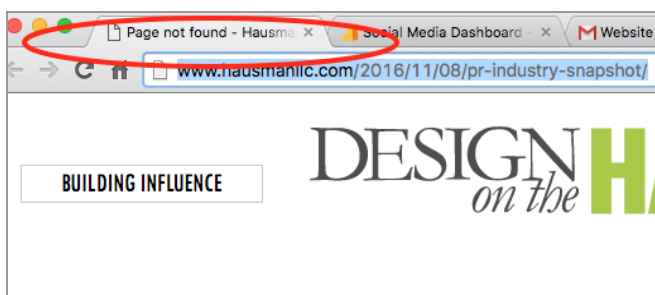 Page not found - Hausma
Social Media Dashboard -
Website
www.hausmanllc.com/2016/11/08/pr-industry-snapshot/
BUILDING INFLUENCE
DESIGN
on the
HA